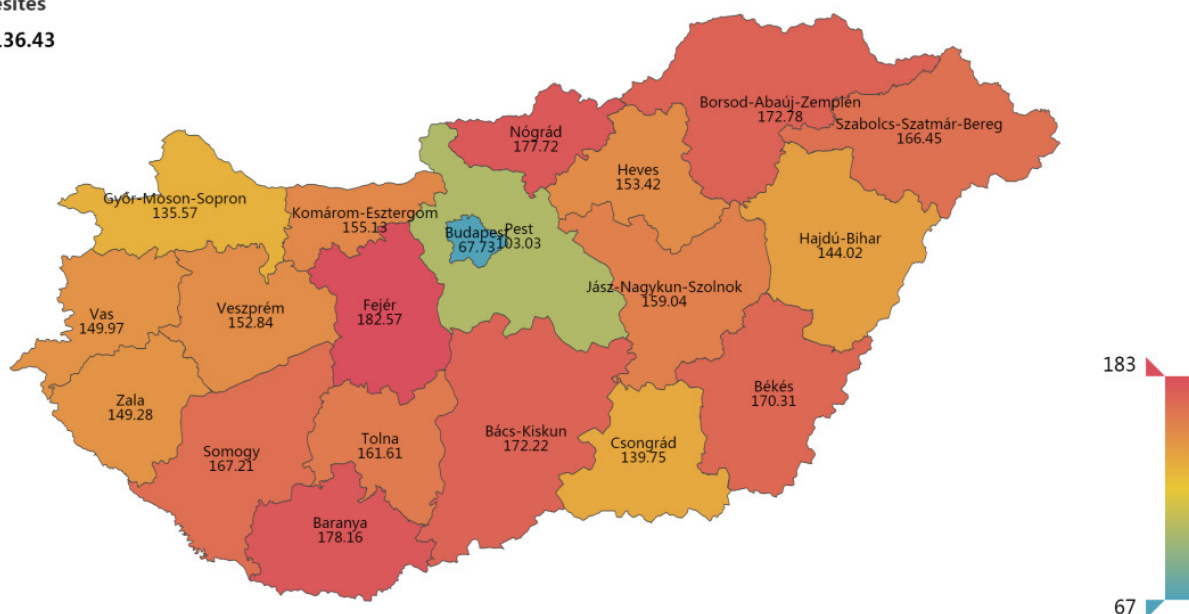 136.43
Borsod-Abaúj-Zemplén
172.78
Szabolcs-Szatmár-Bereg
166.45
Nógrád
177.72
Heves
153.42
Győr-Moson-Sopron
135.57
Komárom-Esztergom
155.13
Budapest
67.73
Pest
103.03
Hajdú-Bihar
144.02
Jász-Nagykun-Szolnok
159.04
Vas
149.97
Veszprém
152.84
Fejér
182.57
Zala
149.28
Békés
170.31
Somogy
167.21
Tolna
161.61
Bács-Kiskun
172.22
Csongrád
139.75
Baranya
178.16
183
67